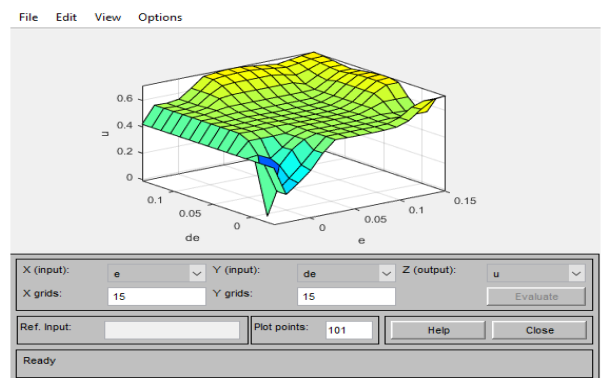 File Edit View Options
0.6
0.4
0.2
0
u
0.1
0.05
0
de
0
0.05
0.1
0.15
e
X (input): e Y (input): de Z (output): u
X grids: 15 Y grids: 15 Evaluate
Ref. Input: Plot points: 101 Help Close
Ready